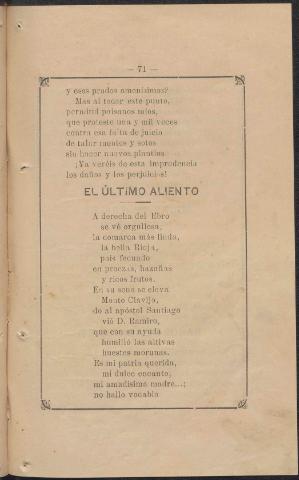 — 71 —
y esos prados amenísimos?
Mas al tocar este punto,
permitid paisanos míos,
que proteste una y mil veces
contra esa falta de juicio
de talar montes y sotos
sin hacer nuevos plantíos
¡Ya veréis de esta imprudencia
los daños y los perjuicios!
EL ÚLTIMO ALIENTO
A derecha del Ebro
se vé orgullosa,
la comarca más linda,
la bella Rioja,
país fecundo
en proezas, hazañas
y ricos frutos.
En su seno se eleva
Monte Clavijo,
do al apóstol Santiago
vió D. Ramiro,
que con su ayuda
humilló las altivas
huestes morunas.
Es mi patria querida,
mi dulce encanto,
mi amadísima madre...;
no hallo vocablo